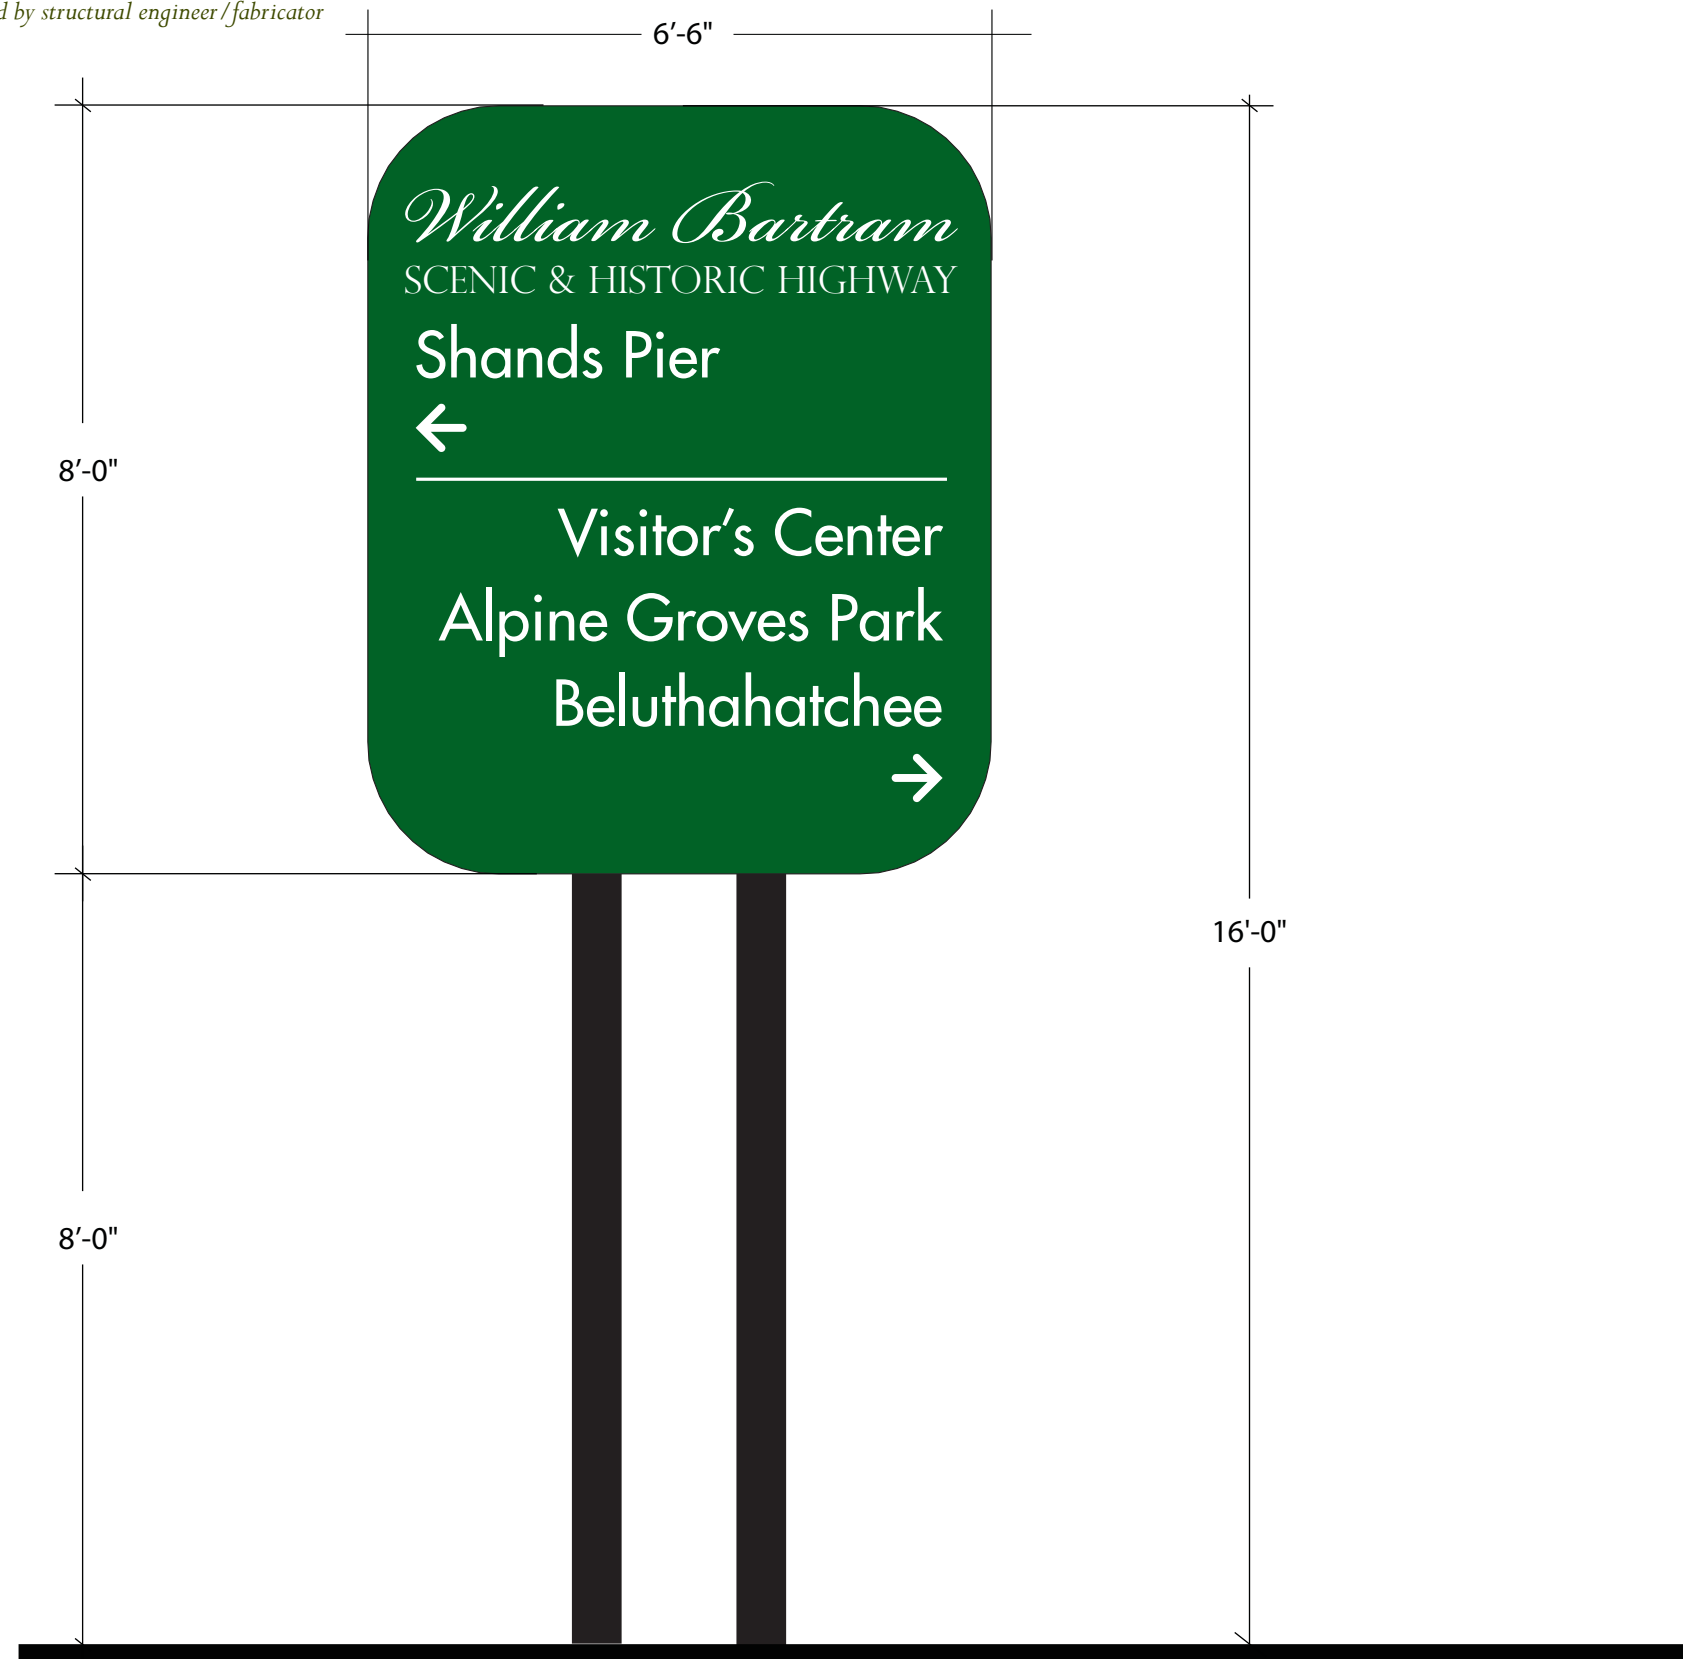 by structural engineer/fabricator
6’-6"
William Bartram
SCENIC & HISTORIC HIGHWAY
Shands Pier
8’-0"
Visitor’s Center
Alpine Groves Park
Beluthahatchee
16'-0"
8’-0"